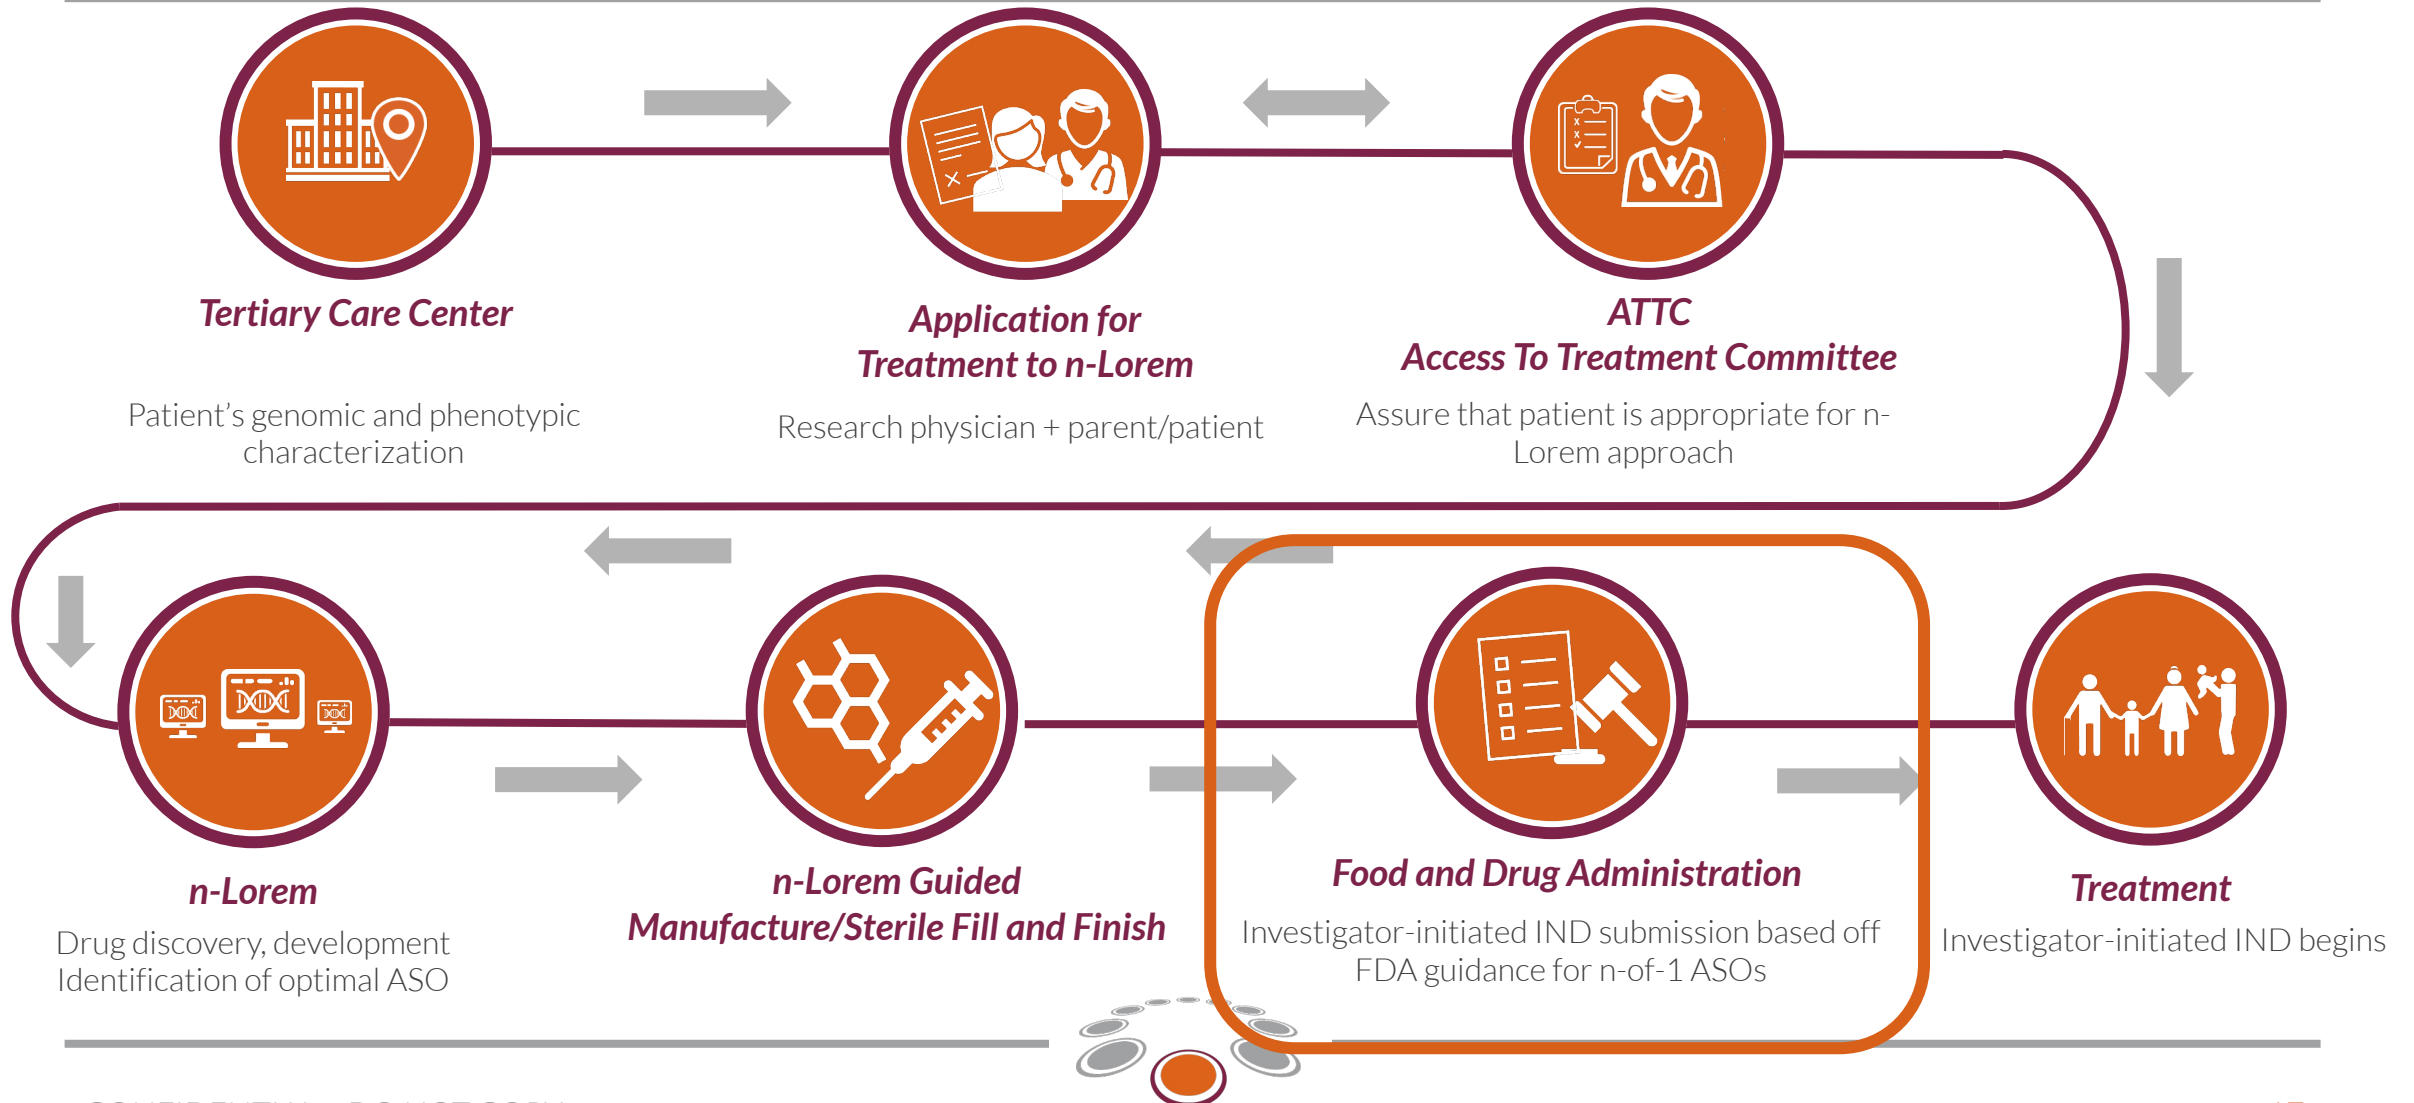 Tertiary Care Center
Patient's genomic and phenotypic
characterization
Application for
Treatment to n-Lorem
Research physician + parent/patient
ATTC
Access To Treatment Committee
Assure that patient is appropriate for n-
Lorem approach
n-Lorem
Drug discovery, development
Identification of optimal ASO
n-Lorem Guided
Manufacture/Sterile Fill and Finish
Food and Drug Administration
Investigator-initiated IND submission based off
FDA guidance for n-of-1 ASOs
Treatment
Investigator-initiated IND begins